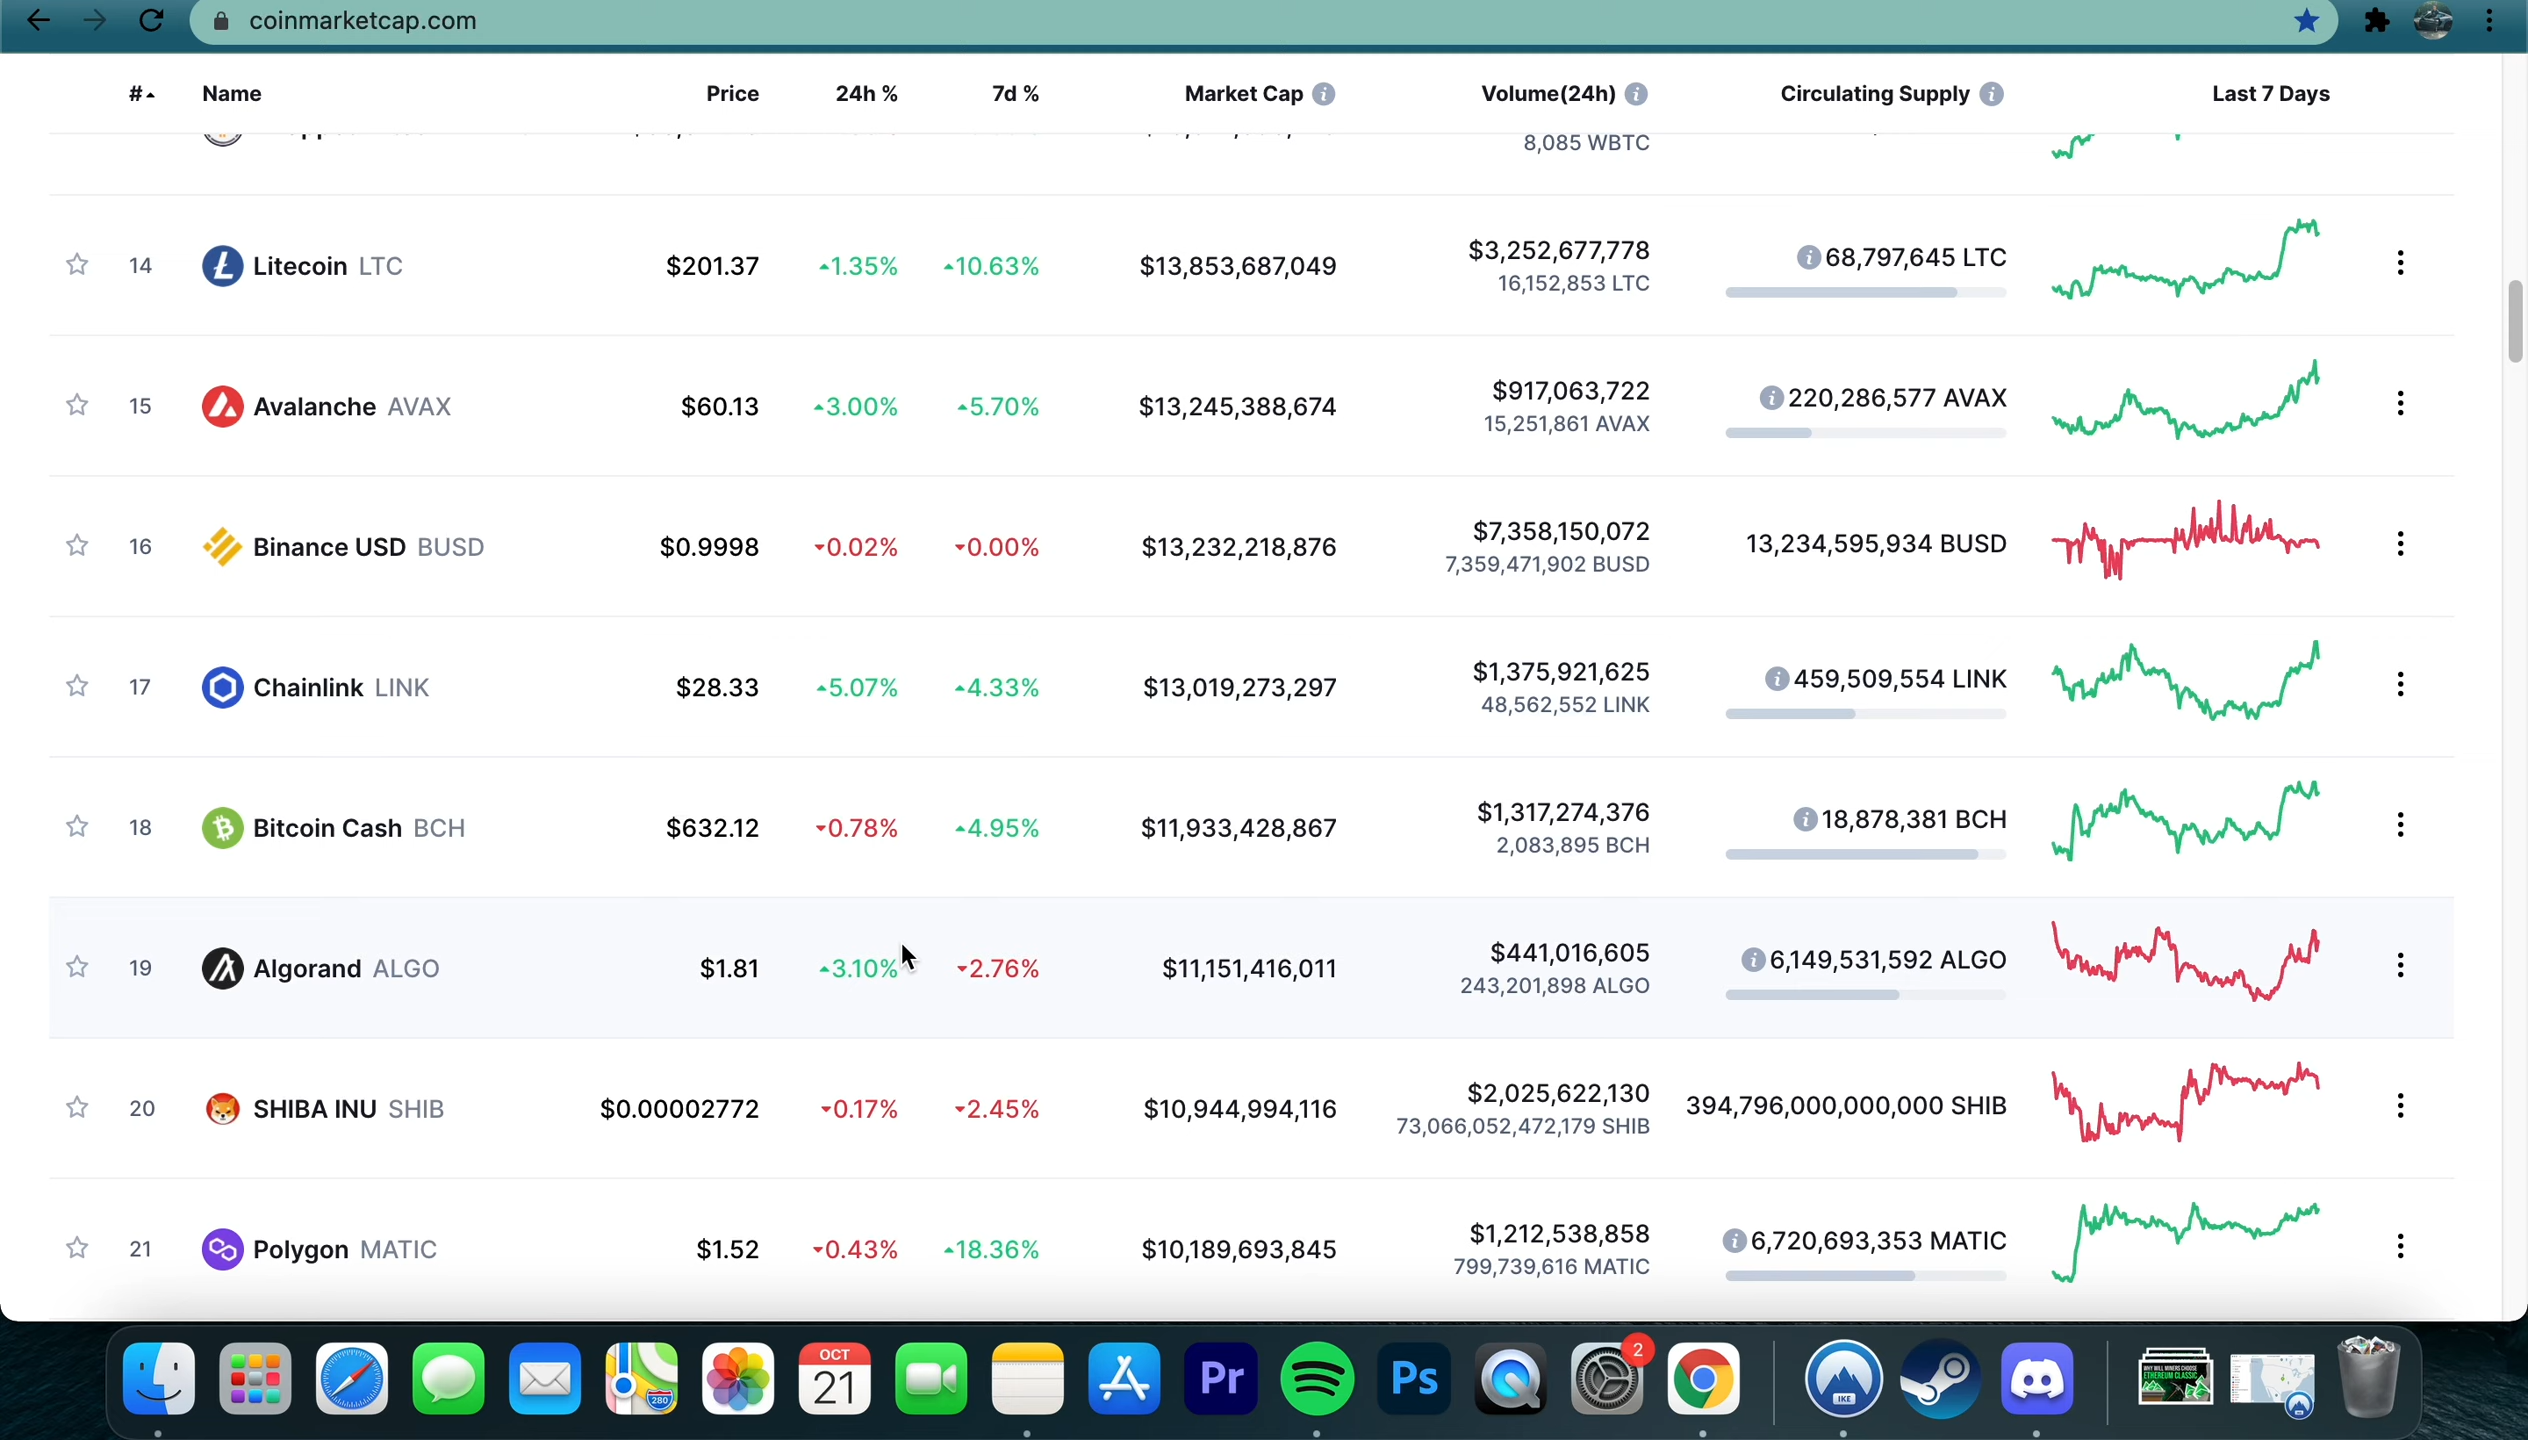 coinmarketcap.com
# Name Price 24h % 7d % Market Cap Volume(24h) Circulating Supply Last 7 Days
8,085 WBTC
14 Litecoin LTC $201.37 1.35% 10.63% $13,853,687,049 $3,252,677,778 68,797,645 LTC
16,152,853 LTC
15 Avalanche AVAX $60.13 3.00% 5.70% $13,245,388,674 $917,063,722 220,286,577 AVAX
15,251,861 AVAX
16 Binance USD BUSD $0.9998 0.02% 0.00% $13,232,218,876 $7,358,150,072 13,234,595,934 BUSD
7,359,471,902 BUSD
17 Chainlink LINK $28.33 5.07% 4.33% $13,019,273,297 $1,375,921,625 459,509,554 LINK
48,562,552 LINK
18 Bitcoin Cash BCH $632.12 0.78% 4.95% $11,933,428,867 $1,317,274,376 18,878,381 BCH
2,083,895 BCH
19 Algorand ALGO $1.81 3.10% 2.76% $11,151,416,011 $441,016,605 6,149,531,592 ALGO
243,201,898 ALGO
20 SHIBA INU SHIB $0.00002772 0.17% 2.45% $10,944,994,116 $2,025,622,130 394,796,000,000,000 SHIB
73,066,052,472,179 SHIB
21 Polygon MATIC $1.52 0.43% 18.36% $10,189,693,845 $1,212,538,858 6,720,693,353 MATIC
799,739,616 MATIC
280
OCT
21
Pr
Ps
2
IKE
WHY WILL MINERS CHOOSE
ETHEREUM CLASSIC